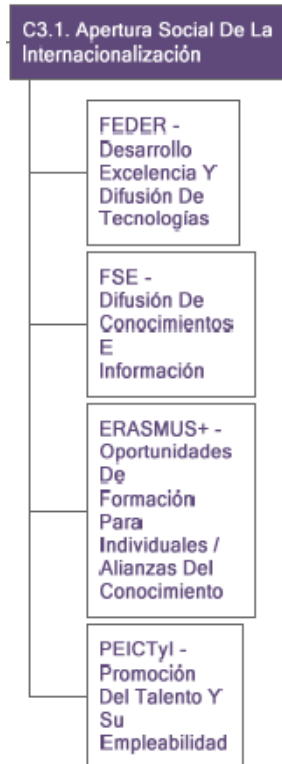 C3.1. Apertura Social De La
Internacionalización
FEDER -
Desarrollo
Excelencia Y
Difusión De
Tecnologías
FSE -
Difusión De
Conocimientos
E
Información
ERASMUS+ -
Oportunidades
De
Formación
Para
Individuales /
Alianzas Del
Conocimiento
PEICTyI -
Promoción
Del Talento Y
Su
Empleabilidad